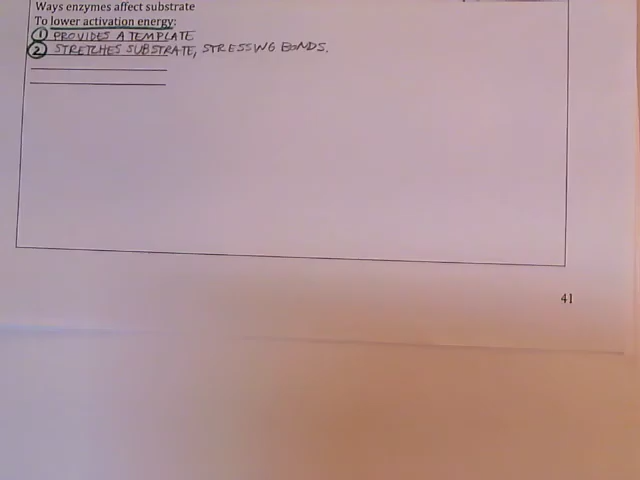 Ways enzymes affect substrate
To lower activation energy:
① PROVIDES A TEMPLATE
② STRETCHES SUBSTRATE, STRESSING BONDS.
41